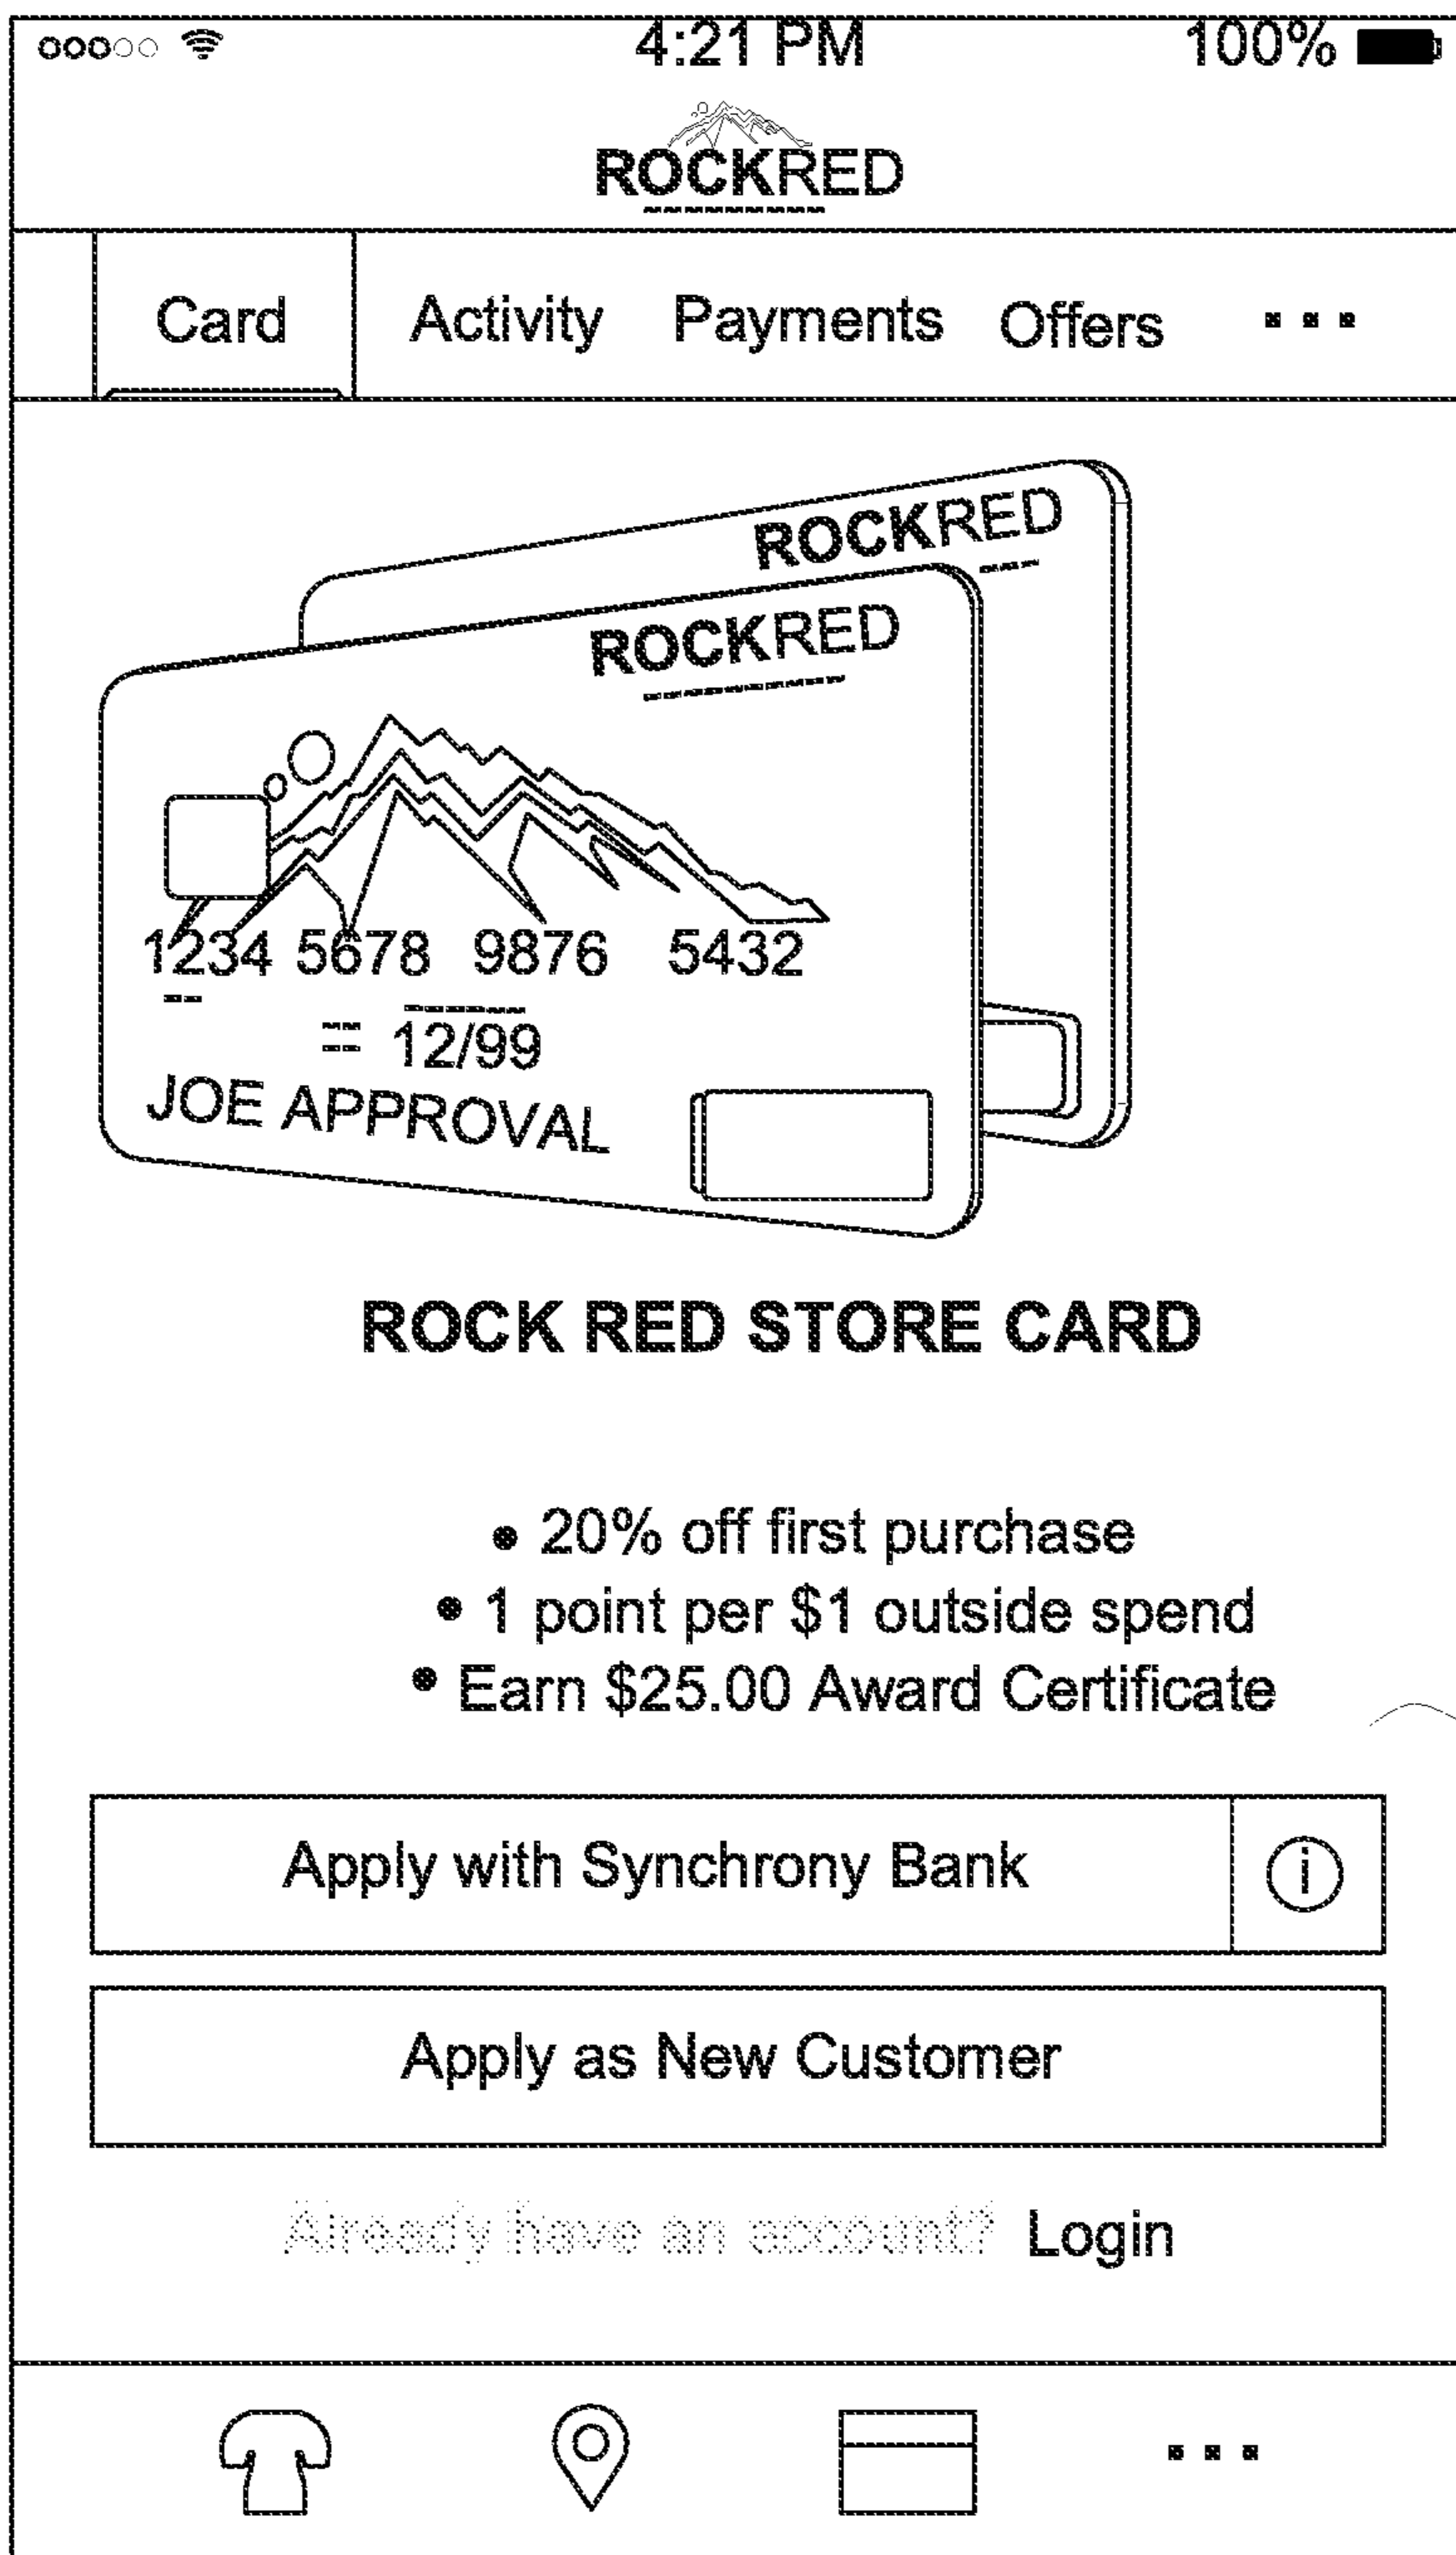 4:21 PM 100%
ROCKRED
Card Activity Payments Offers ...
ROCKRED
ROCKRED
1234 5678 9876 5432
12/99
JOE APPROVAL
ROCK RED STORE CARD
• 20% off first purchase
• 1 point per $1 outside spend
• Earn $25.00 Award Certificate
Apply with Synchrony Bank i
Apply as New Customer
Already have an account? Login
...